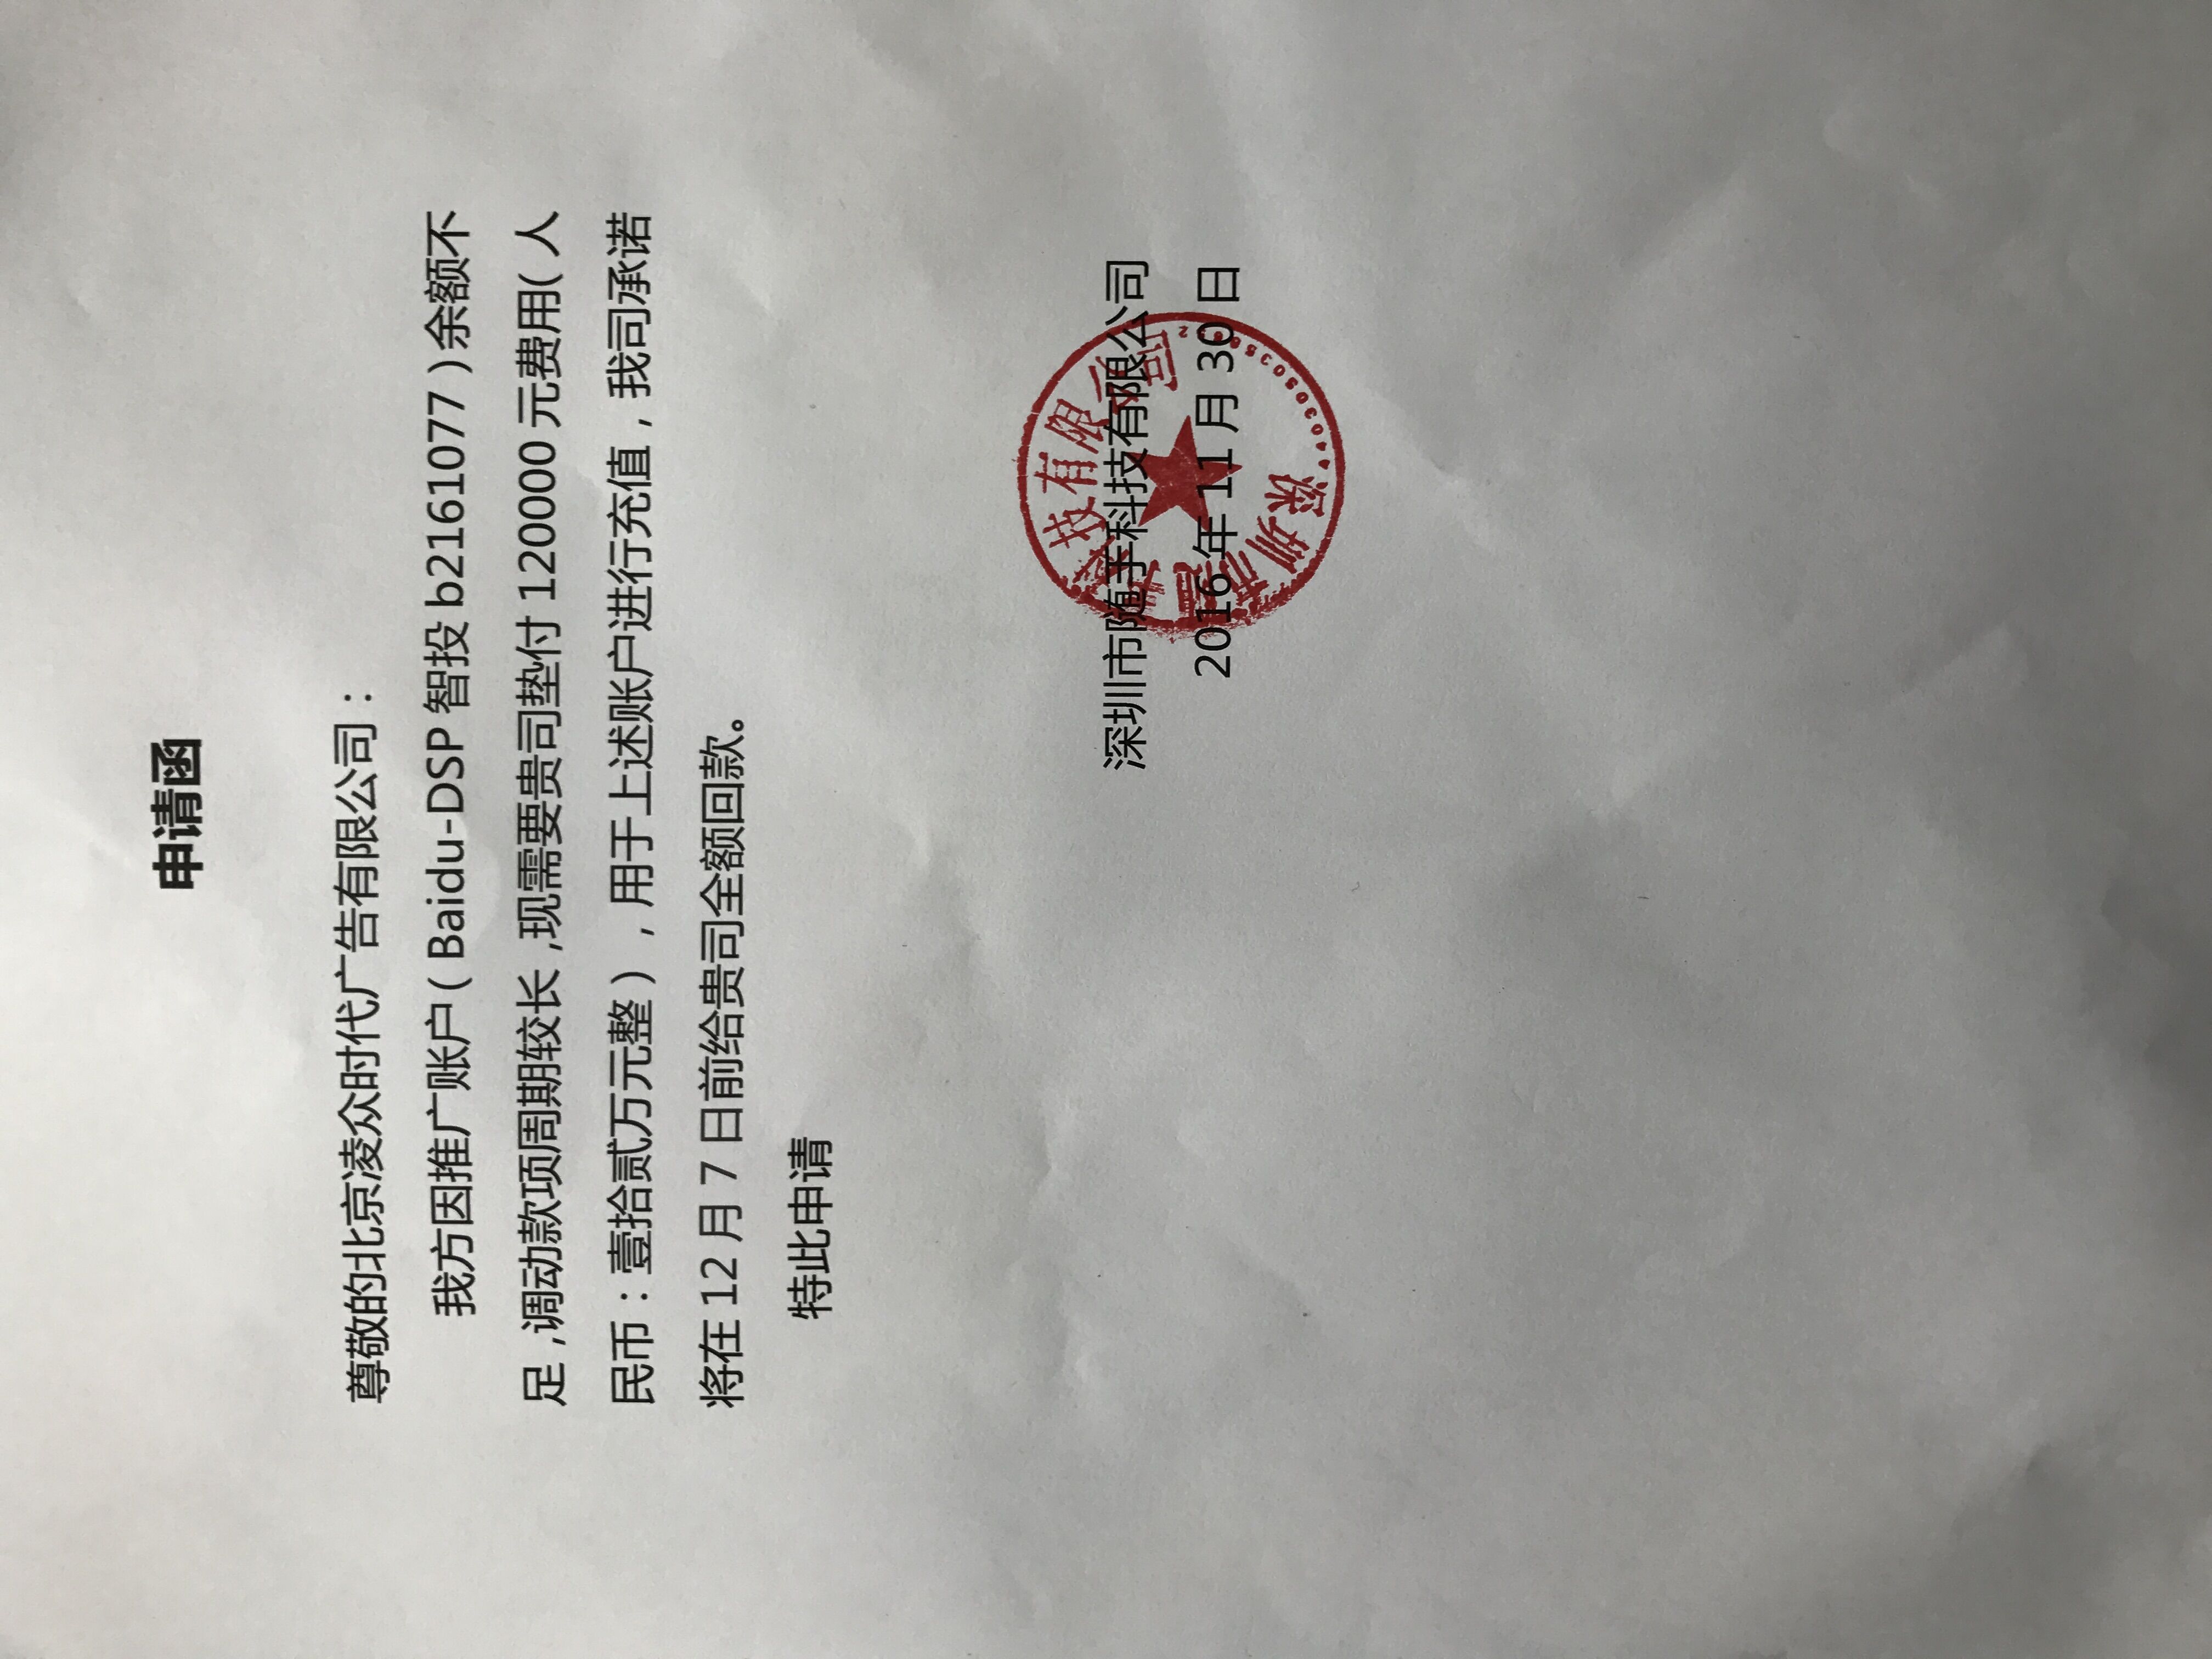 申请函
尊敬的北京凌众时代广告有限公司：
我方因推广账户（Baidu-DSP 智投 b2161077）余额不
足,调动款项周期较长,现需要贵司垫付 120000 元费用(人
民币：壹拾贰万元整），用于上述账户进行充值，我司承诺
将在 12 月 7 日前给贵司全额回款。
特此申请
深圳市随手科技有限公司
2016 年 11 月 30 日
深圳市随手科技有限公司